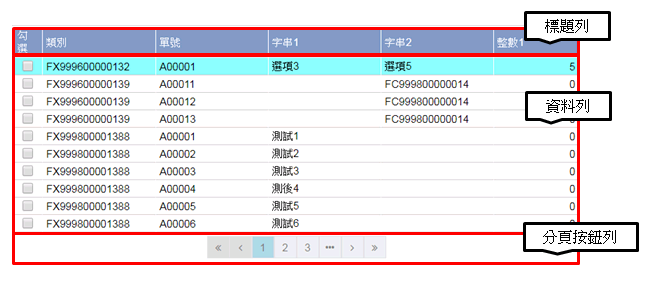 標題列
勾選 類別 單號 字串1 字串2 整數1
FX999600000132 A00001 選項3 選項5 5
FX999600000139 A00011 FC999800000014 0
資料列
FX999600000139 A00012 FC999800000014
FX999600000139 A00013 FC999800000014
FX999800001388 A00001 測試1 0
FX999800001388 A00002 測試2 0
FX999800001388 A00003 測試3 0
FX999800001388 A00004 測後4 0
FX999800001388 A00005 測試5 0
FX999800001388 A00006 測試6
分頁按鈕列
« < 1 2 3 ••• > »